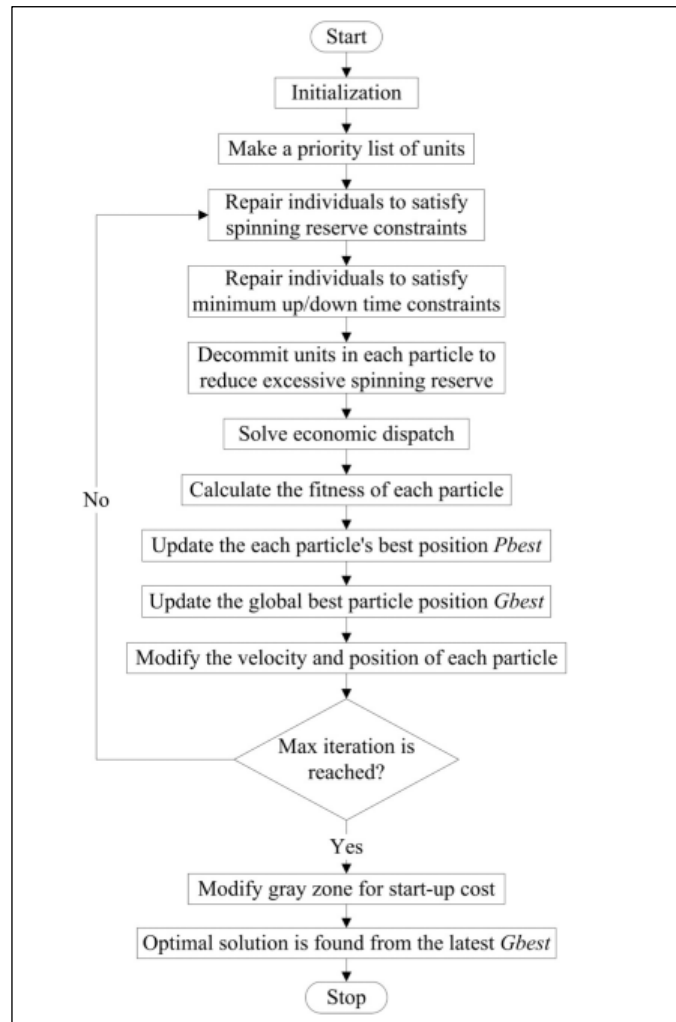 Start
Initialization
Make a priority list of units
Repair individuals to satisfy
spinning reserve constraints
Repair individuals to satisfy
minimum up/down time constraints
Decommit units in each particle to
reduce excessive spinning reserve
Solve economic dispatch
No
Calculate the fitness of each particle
Update the each particle's best position Pbest
Update the global best particle position Gbest
Modify the velocity and position of each particle
Max iteration is
reached?
Yes
Modify gray zone for start-up cost
Optimal solution is found from the latest Gbest
Stop